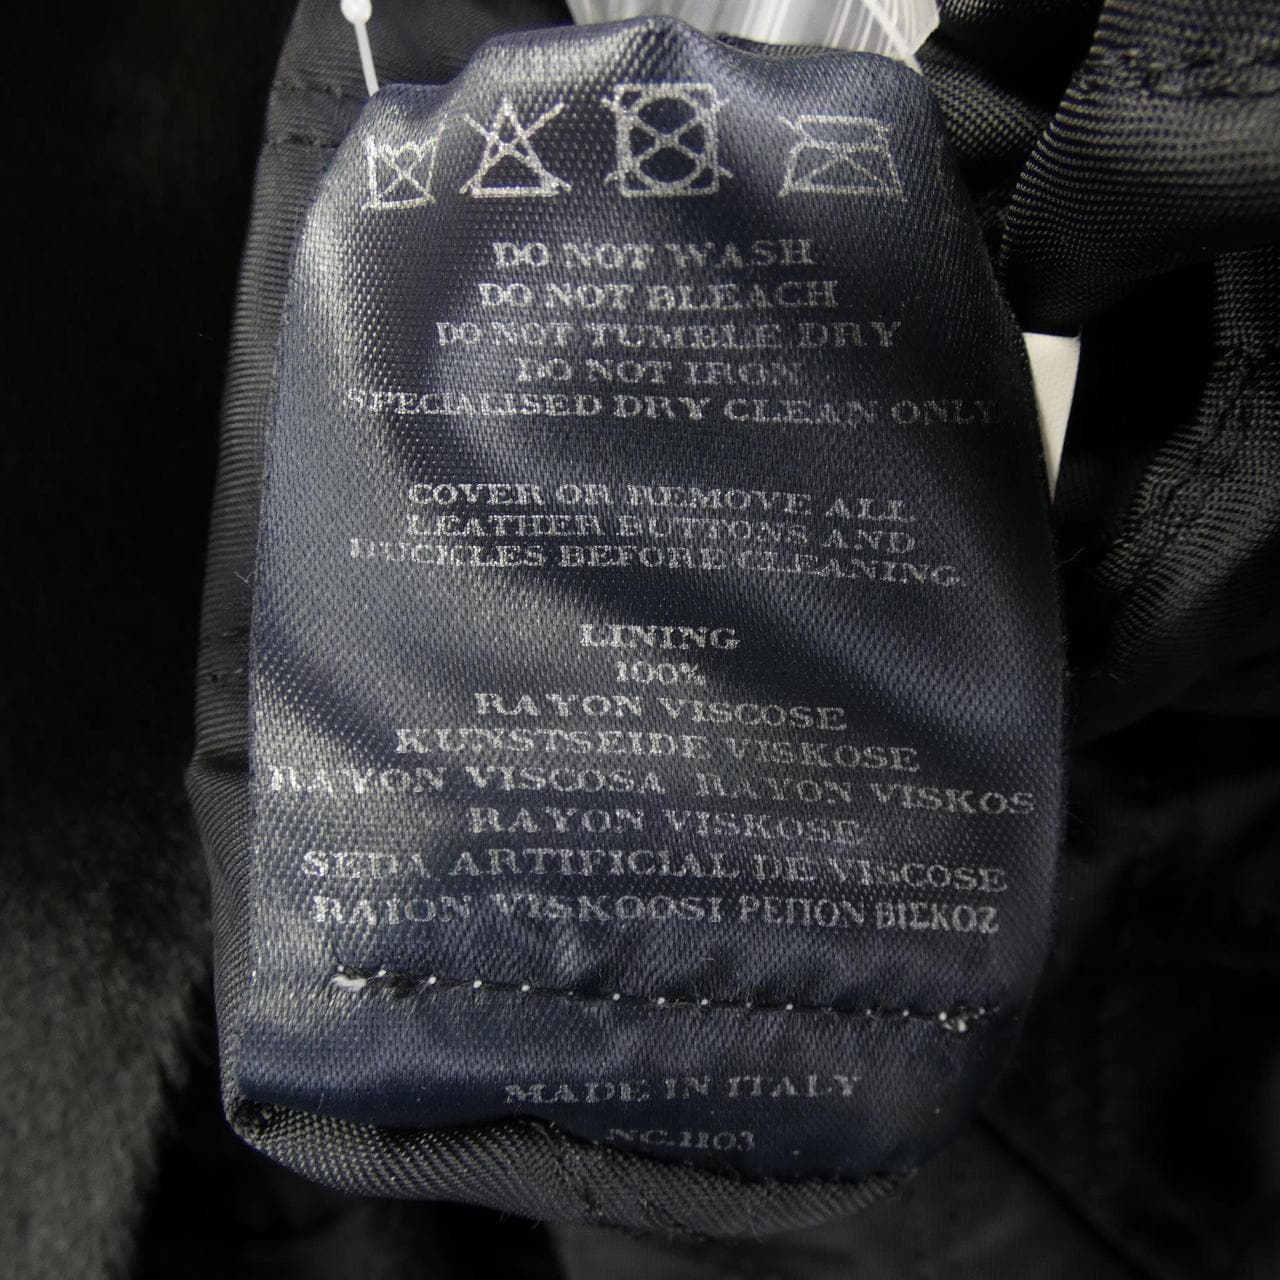 DO NOT WASH
DO NOT BLEACH
DO NOT TUMBLE DRY
DO NOT IRON
SPECIALISED DRY CLEAN ONLY
COVER OR REMOVE ALL
LEATHER BUTTONS AND
BUCKLES BEFORE CLEANING
LINING
100%
RAYON VISCOSE
KUNSTSEIDE VISKOSE
RAYON VISCOSA RAYON VISKOS
RAYON VISKOSE
SEDA ARTIFICIAL DE VISCOSE
RAION VISKOOSI ΡΕΠΟΝ ΒΙΣΚΟΖ
MADE IN ITALY
NC.1103